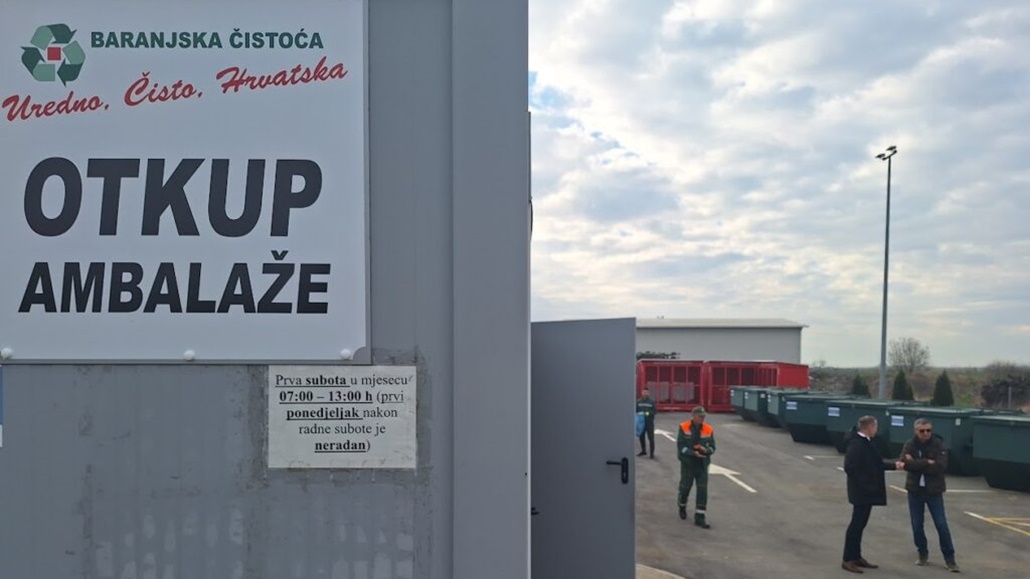 BARANJSKA ČISTOĆA
Uredno, Čisto, Hrvatska
OTKUP
AMBALAŽE
Prva subota u mjesecu
07:00 – 13:00 h (prvi
ponedjeljak nakon
radne subote je
neradan)